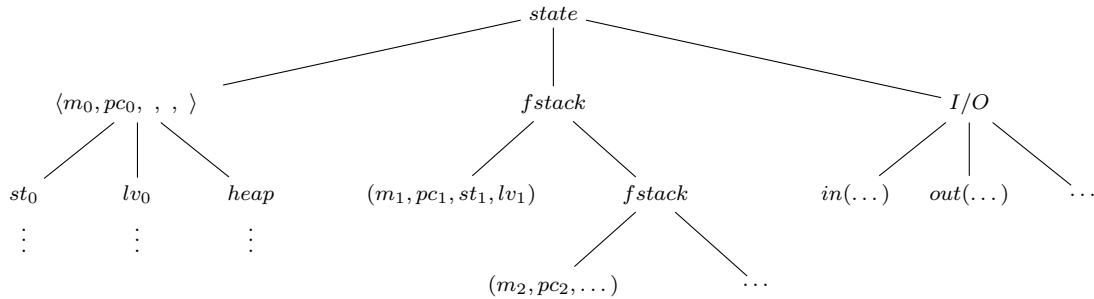 state
⟨m₀, pc₀, , , ⟩ fstack I/O
st₀ lv₀ heap (m₁, pc₁, st₁, lv₁) fstack in(...) out(...) ...
⋮ ⋮ ⋮
(m₂, pc₂, ...) ...